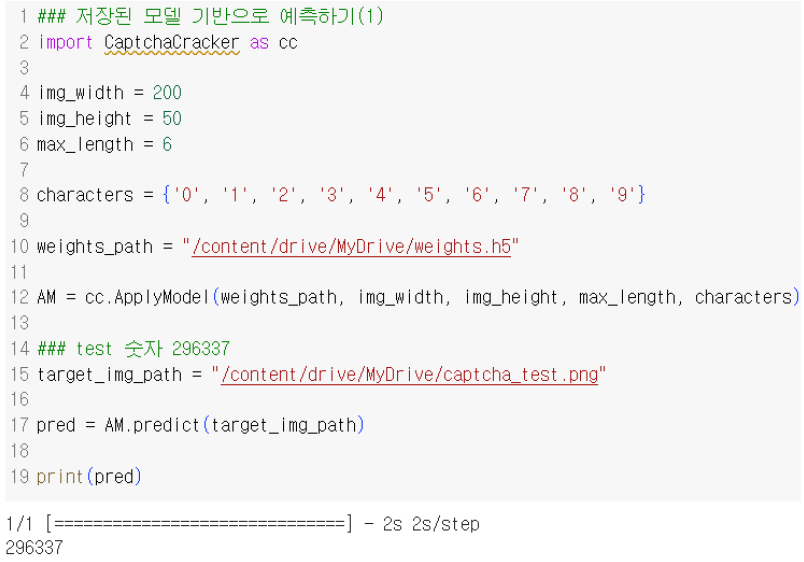 1 ### 저장된 모델 기반으로 예측하기(1)
2 import CaptchaCracker as cc
3
4 img_width = 200
5 img_height = 50
6 max_length = 6
7
8 characters = {'0', '1', '2', '3', '4', '5', '6', '7', '8', '9'}
9
10 weights_path = "/content/drive/MyDrive/weights.h5"
11
12 AM = cc.ApplyModel(weights_path, img_width, img_height, max_length, characters)
13
14 ### test 숫자 296337
15 target_img_path = "/content/drive/MyDrive/captcha_test.png"
16
17 pred = AM.predict(target_img_path)
18
19 print(pred)
1/1 [==============================] - 2s 2s/step
296337